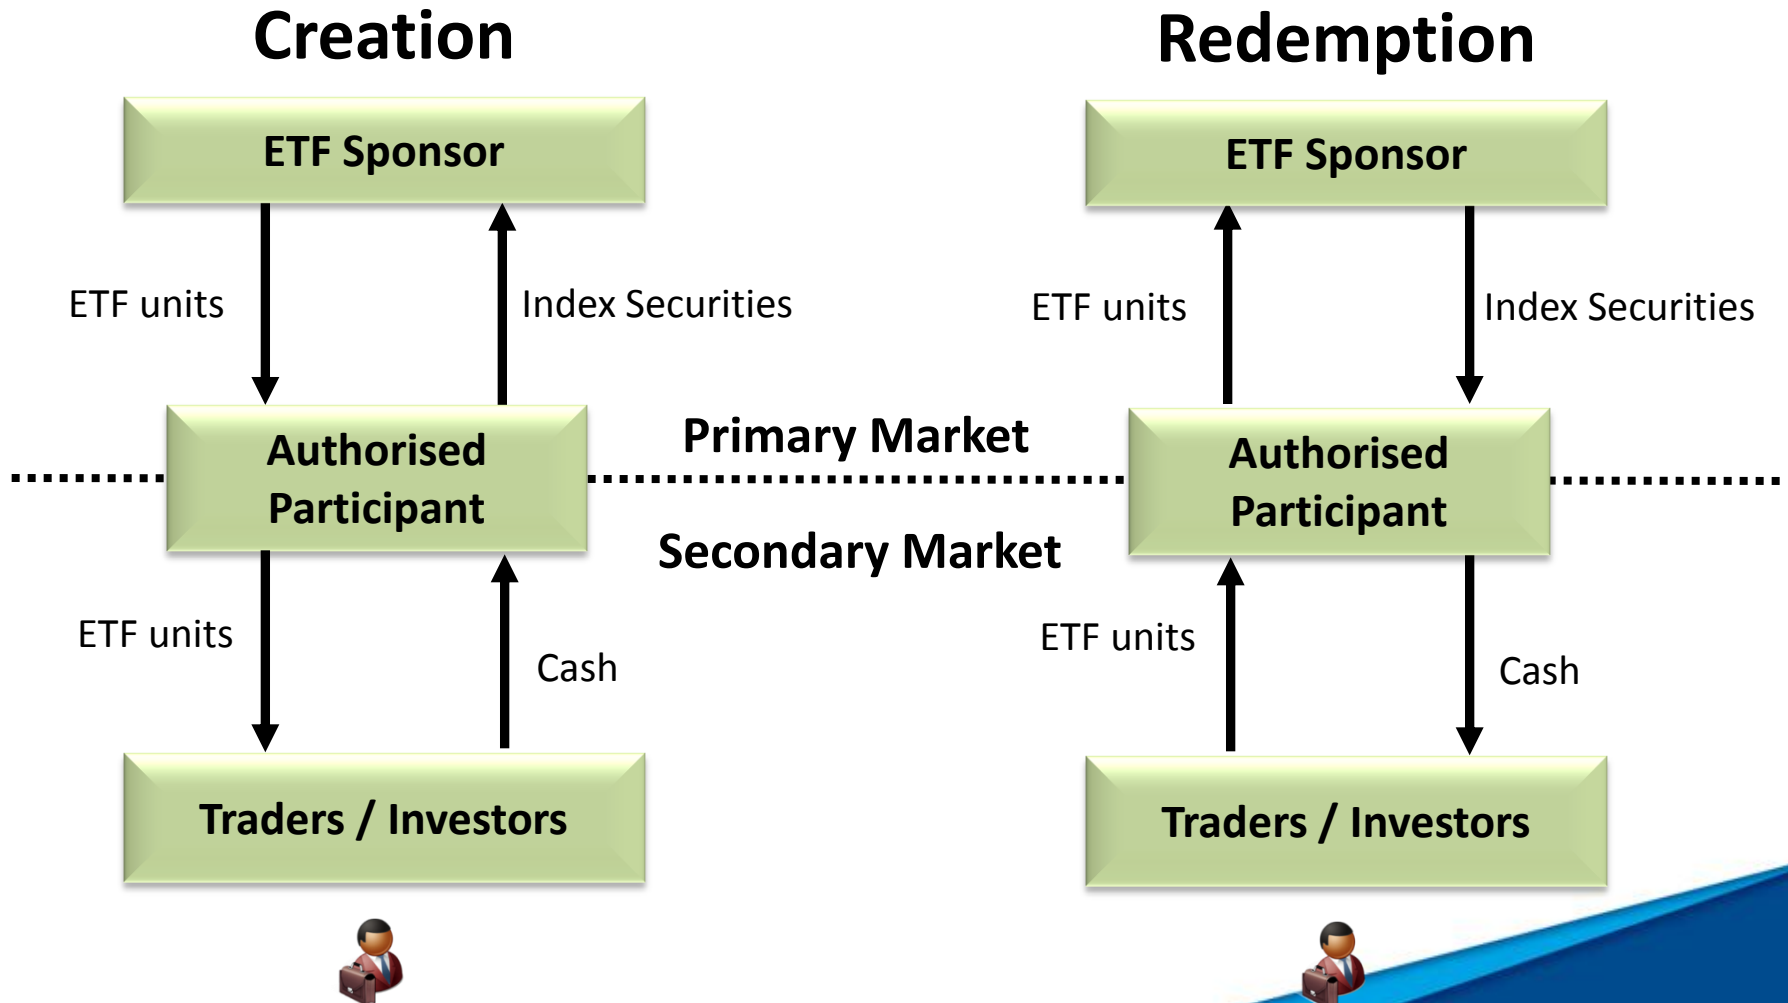 Creation
ETF Sponsor
ETF units
Index Securities
Authorised
Participant
ETF units
Cash
Traders / Investors
Primary Market
Secondary Market
Redemption
ETF Sponsor
ETF units
Index Securities
Authorised
Participant
ETF units
Cash
Traders / Investors